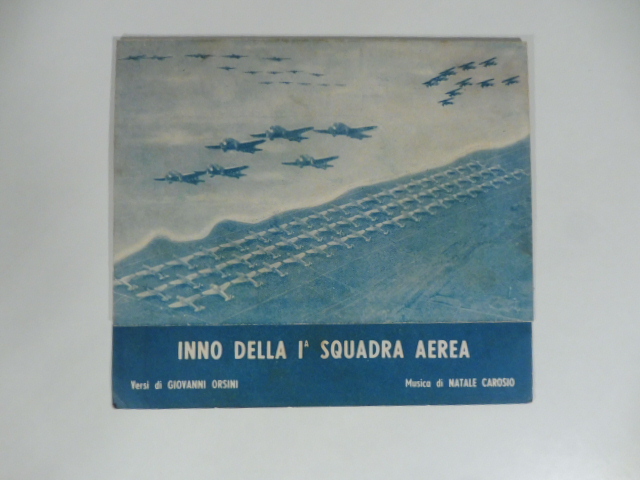 INNO DELLA Iª SQUADRA AEREA
Versi di GIOVANNI ORSINI
Musica di NATALE CAROSIO